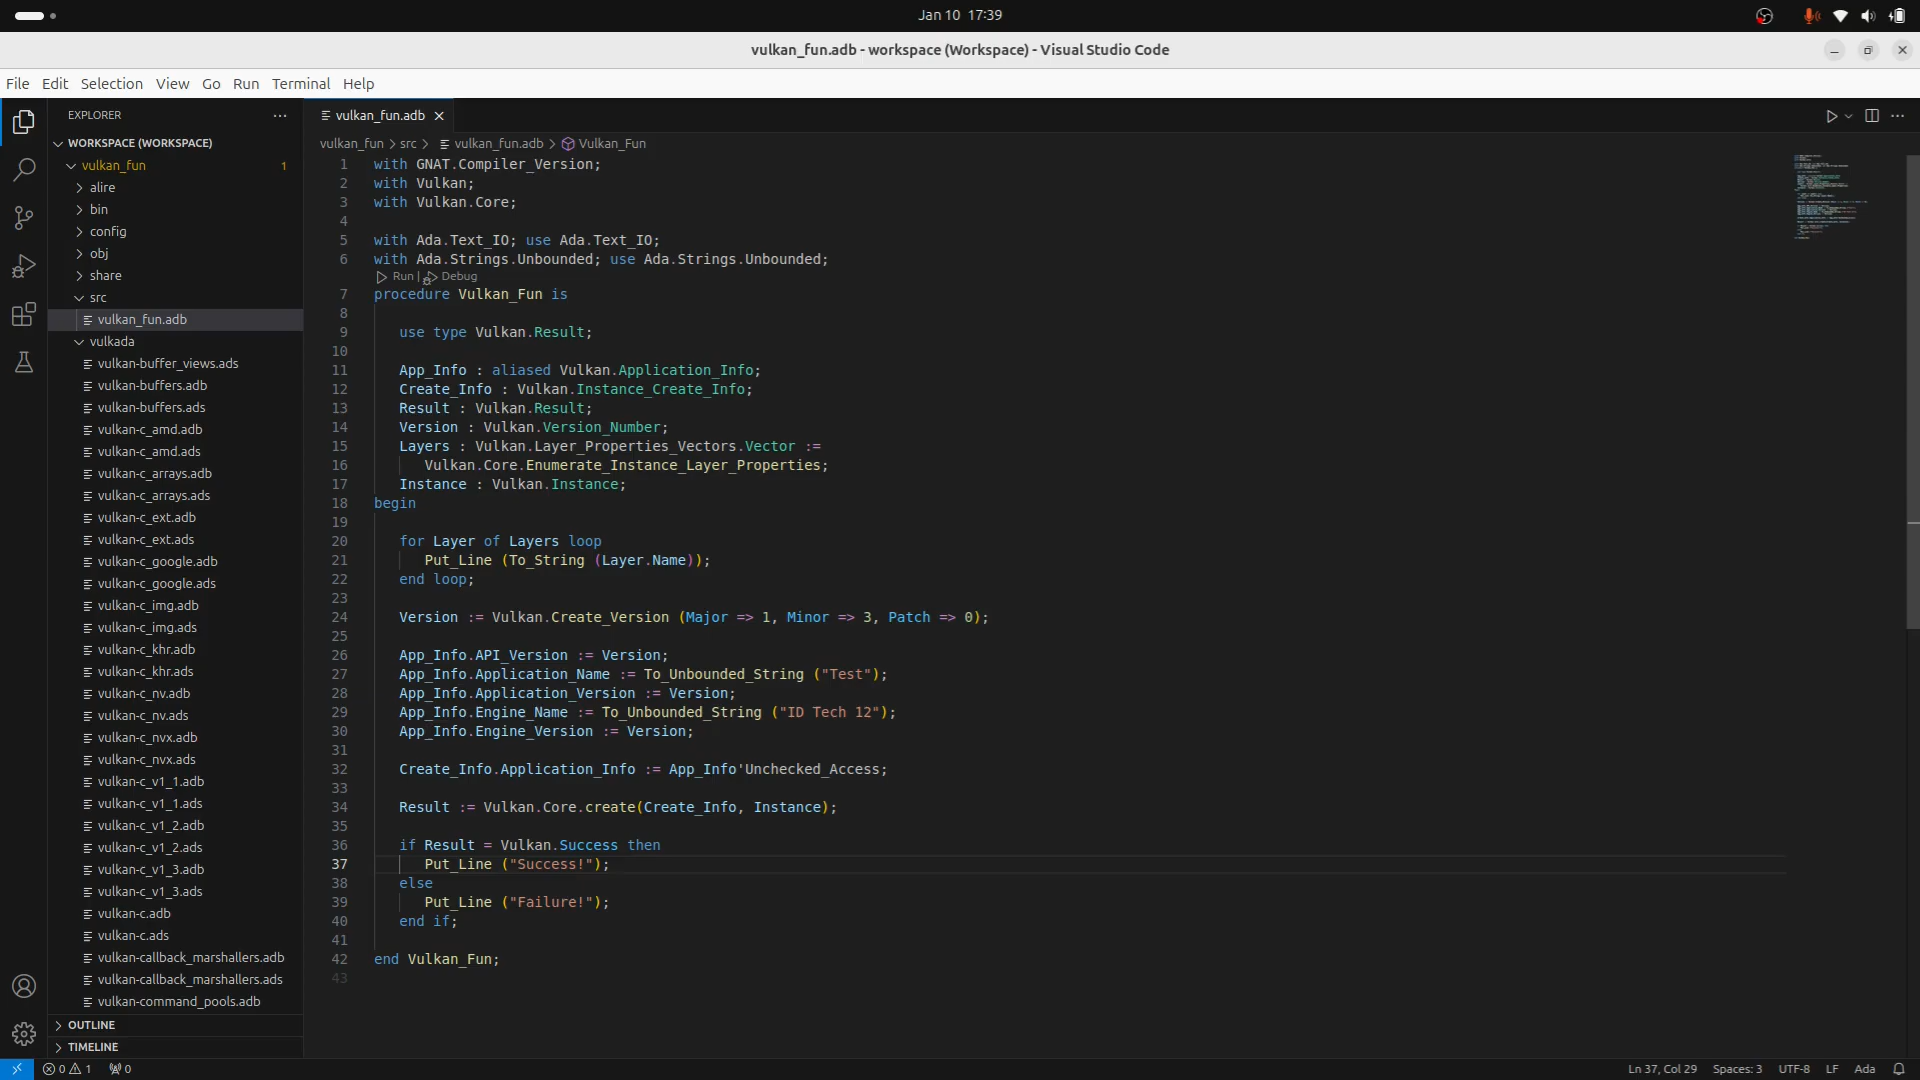 Jan 10 17:39
vulkan_fun.adb - workspace (Workspace) - Visual Studio Code
File Edit Selection View Go Run Terminal Help
EXPLORER
WORKSPACE (WORKSPACE)
vulkan_fun 1
alire
bin
config
obj
share
src
vulkan_fun.adb
vulkada
vulkan-buffer_views.ads
vulkan-buffers.adb
vulkan-buffers.ads
vulkan-c_amd.adb
vulkan-c_amd.ads
vulkan-c_arrays.adb
vulkan-c_arrays.ads
vulkan-c_ext.adb
vulkan-c_ext.ads
vulkan-c_google.adb
vulkan-c_google.ads
vulkan-c_img.adb
vulkan-c_img.ads
vulkan-c_khr.adb
vulkan-c_khr.ads
vulkan-c_nv.adb
vulkan-c_nv.ads
vulkan-c_nvx.adb
vulkan-c_nvx.ads
vulkan-c_v1_1.adb
vulkan-c_v1_1.ads
vulkan-c_v1_2.adb
vulkan-c_v1_2.ads
vulkan-c_v1_3.adb
vulkan-c_v1_3.ads
vulkan-c.adb
vulkan-c.ads
vulkan-callback_marshallers.adb
vulkan-callback_marshallers.ads
vulkan-command_pools.adb
OUTLINE
TIMELINE
vulkan_fun.adb
vulkan_fun > src > vulkan_fun.adb > Vulkan_Fun
1 with GNAT.Compiler_Version;
2 with Vulkan;
3 with Vulkan.Core;
4
5 with Ada.Text_IO; use Ada.Text_IO;
6 with Ada.Strings.Unbounded; use Ada.Strings.Unbounded;
Run | Debug
7 procedure Vulkan_Fun is
8
9 use type Vulkan.Result;
10
11 App_Info : aliased Vulkan.Application_Info;
12 Create_Info : Vulkan.Instance_Create_Info;
13 Result : Vulkan.Result;
14 Version : Vulkan.Version_Number;
15 Layers : Vulkan.Layer_Properties_Vectors.Vector :=
16 Vulkan.Core.Enumerate_Instance_Layer_Properties;
17 Instance : Vulkan.Instance;
18 begin
19
20 for Layer of Layers loop
21 Put_Line (To_String (Layer.Name));
22 end loop;
23
24 Version := Vulkan.Create_Version (Major => 1, Minor => 3, Patch => 0);
25
26 App_Info.API_Version := Version;
27 App_Info.Application_Name := To_Unbounded_String ("Test");
28 App_Info.Application_Version := Version;
29 App_Info.Engine_Name := To_Unbounded_String ("ID Tech 12");
30 App_Info.Engine_Version := Version;
31
32 Create_Info.Application_Info := App_Info'Unchecked_Access;
33
34 Result := Vulkan.Core.create(Create_Info, Instance);
35
36 if Result = Vulkan.Success then
37 Put_Line ("Success!");
38 else
39 Put_Line ("Failure!");
40 end if;
41
42 end Vulkan_Fun;
43
0 1 0
Ln 37, Col 29 Spaces: 3 UTF-8 LF Ada